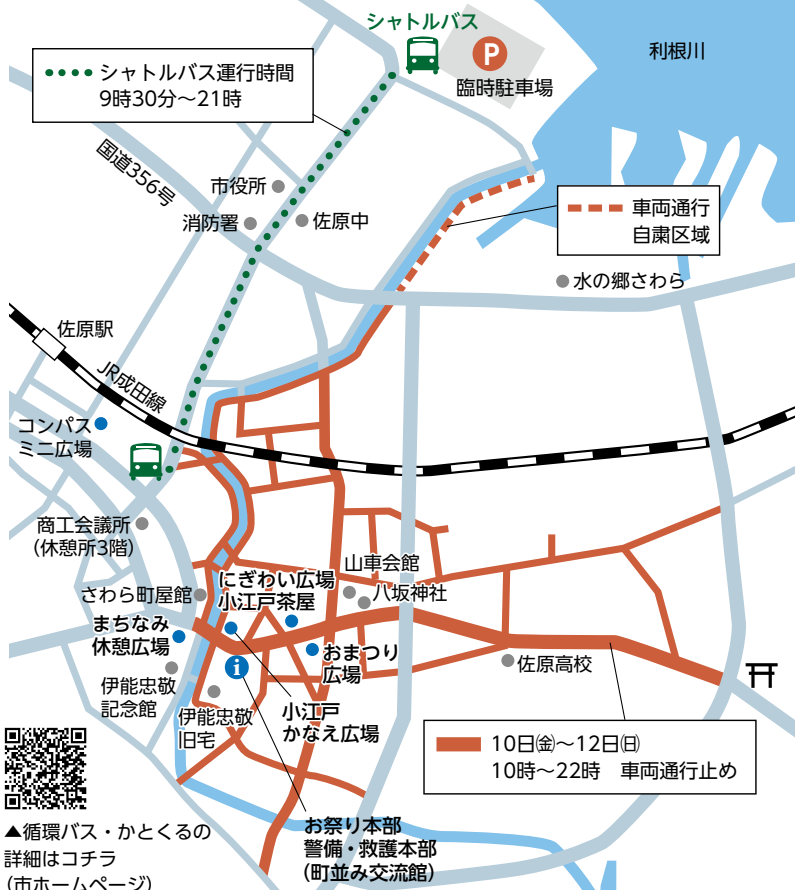 シャトルバス
P
臨時駐車場
利根川
シャトルバス運行時間
9時30分〜21時
国道356号
市役所
消防署
佐原中
車両通行
自粛区域
水の郷さわら
佐原駅
JR成田線
コンパス
ミニ広場
商工会議所
(休憩所3階)
山車会館
八坂神社
にぎわい広場
小江戸茶屋
さわら町屋館
まちなみ
休憩広場
おまつり
広場
佐原高校
i
伊能忠敬
記念館
伊能忠敬
旧宅
小江戸
かなえ広場
10日㈮〜12日㈰
10時〜22時　車両通行止め
お祭り本部
警備・救護本部
(町並み交流館)
▲循環バス・かとくるの
詳細はコチラ
(市ホームページ)